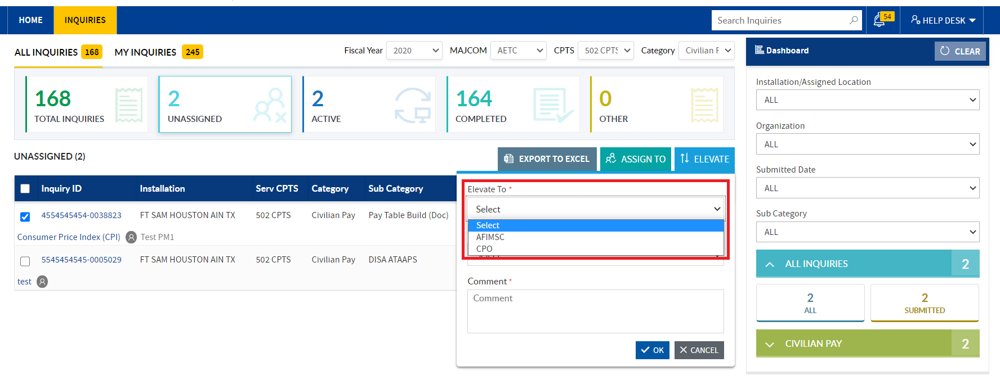 HOME
INQUIRIES
Search Inquiries
54
HELP DESK
ALL INQUIRIES 168
MY INQUIRIES 245
Fiscal Year 2020
MAJCOM AETC
CPTS 502 CPTS
Category Civilian F
Dashboard
CLEAR
168
TOTAL INQUIRIES
2
UNASSIGNED
2
ACTIVE
164
COMPLETED
0
OTHER
UNASSIGNED (2)
EXPORT TO EXCEL
ASSIGN TO
ELEVATE
Inquiry ID Installation Serv CPTS Category Sub Category
4554545454-0038823 FT SAM HOUSTON AIN TX 502 CPTS Civilian Pay Pay Table Build (Doc)
Consumer Price Index (CPI) Test PM1
5545454545-0005029 FT SAM HOUSTON AIN TX 502 CPTS Civilian Pay DISA ATAAPS
test
Elevate To *
Select
Select
AFIMSC
CPO
Comment *
Comment
OK
CANCEL
Installation/Assigned Location
ALL
Organization
ALL
Submitted Date
ALL
Sub Category
ALL
ALL INQUIRIES 2
2
ALL
2
SUBMITTED
CIVILIAN PAY 2